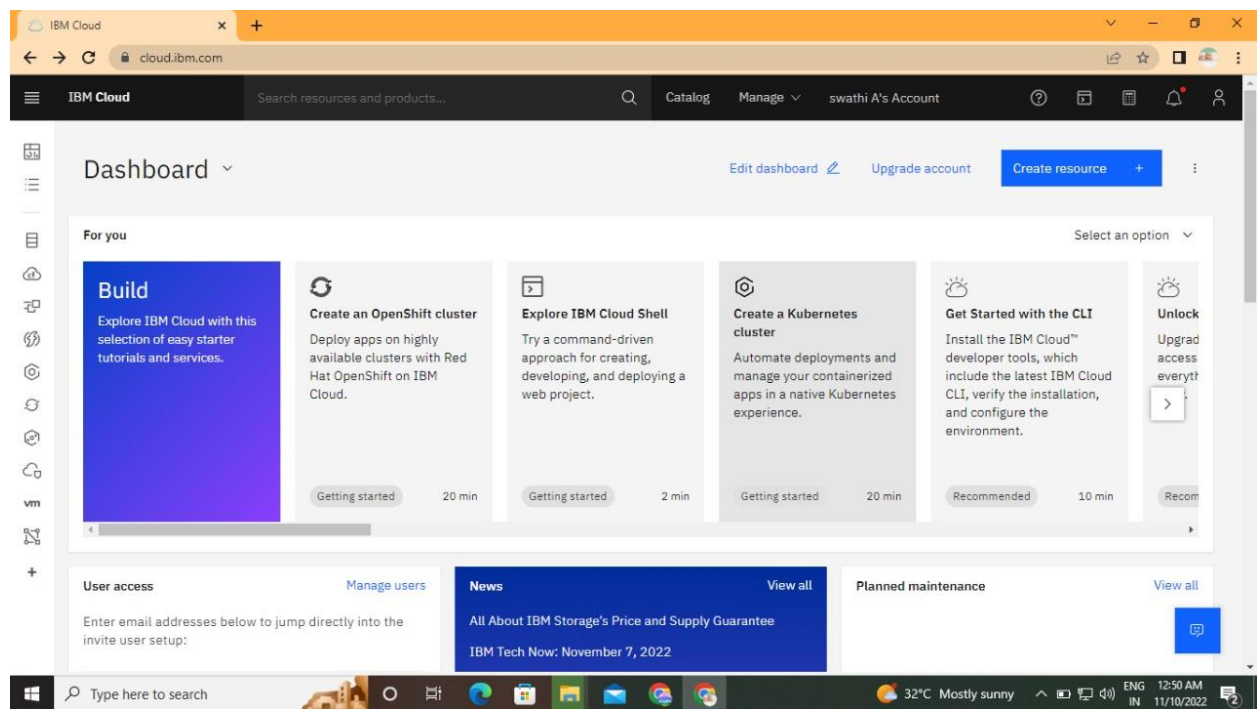 IBM Cloud
cloud.ibm.com
IBM Cloud
Search resources and products...
Catalog
Manage
swathi A's Account
Dashboard
Edit dashboard
Upgrade account
Create resource +
For you
Select an option
Build
Explore IBM Cloud with this
selection of easy starter
tutorials and services.
Create an OpenShift cluster
Deploy apps on highly
available clusters with Red
Hat OpenShift on IBM
Cloud.
Getting started
20 min
Explore IBM Cloud Shell
Try a command-driven
approach for creating,
developing, and deploying a
web project.
Getting started
2 min
Create a Kubernetes
cluster
Automate deployments and
manage your containerized
apps in a native Kubernetes
experience.
Getting started
20 min
Get Started with the CLI
Install the IBM Cloud™
developer tools, which
include the latest IBM Cloud
CLI, verify the installation,
and configure the
environment.
Recommended
10 min
Unlock
Upgrad
access
everyth
Recom
vm
User access
Manage users
Enter email addresses below to jump directly into the
invite user setup:
News
View all
All About IBM Storage's Price and Supply Guarantee
IBM Tech Now: November 7, 2022
Planned maintenance
View all
Type here to search
32°C Mostly sunny
ENG
IN
12:50 AM
11/10/2022
2